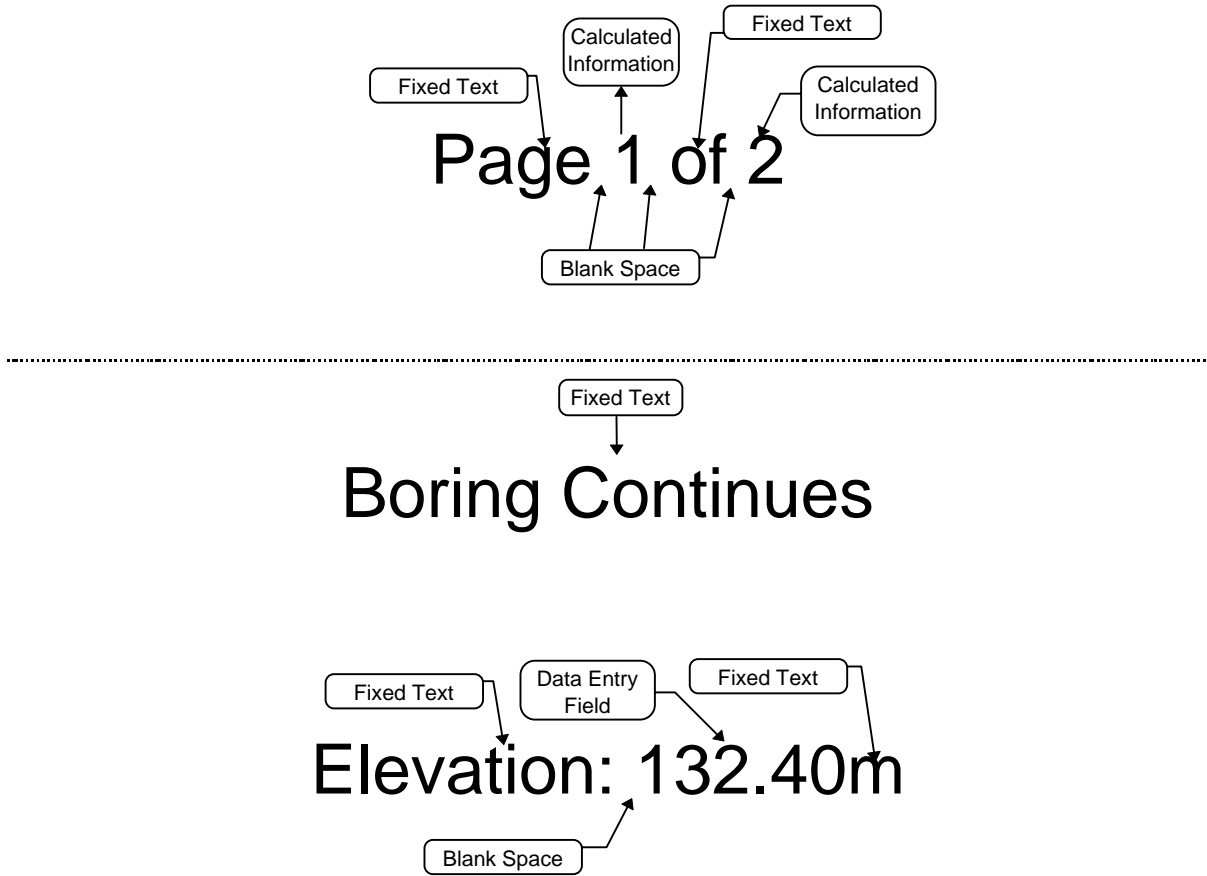 Fixed Text
Calculated
Information
Fixed Text
Calculated
Information
Page 1 of 2
Blank Space
Fixed Text
Boring Continues
Fixed Text
Data Entry
Field
Fixed Text
Elevation: 132.40m
Blank Space